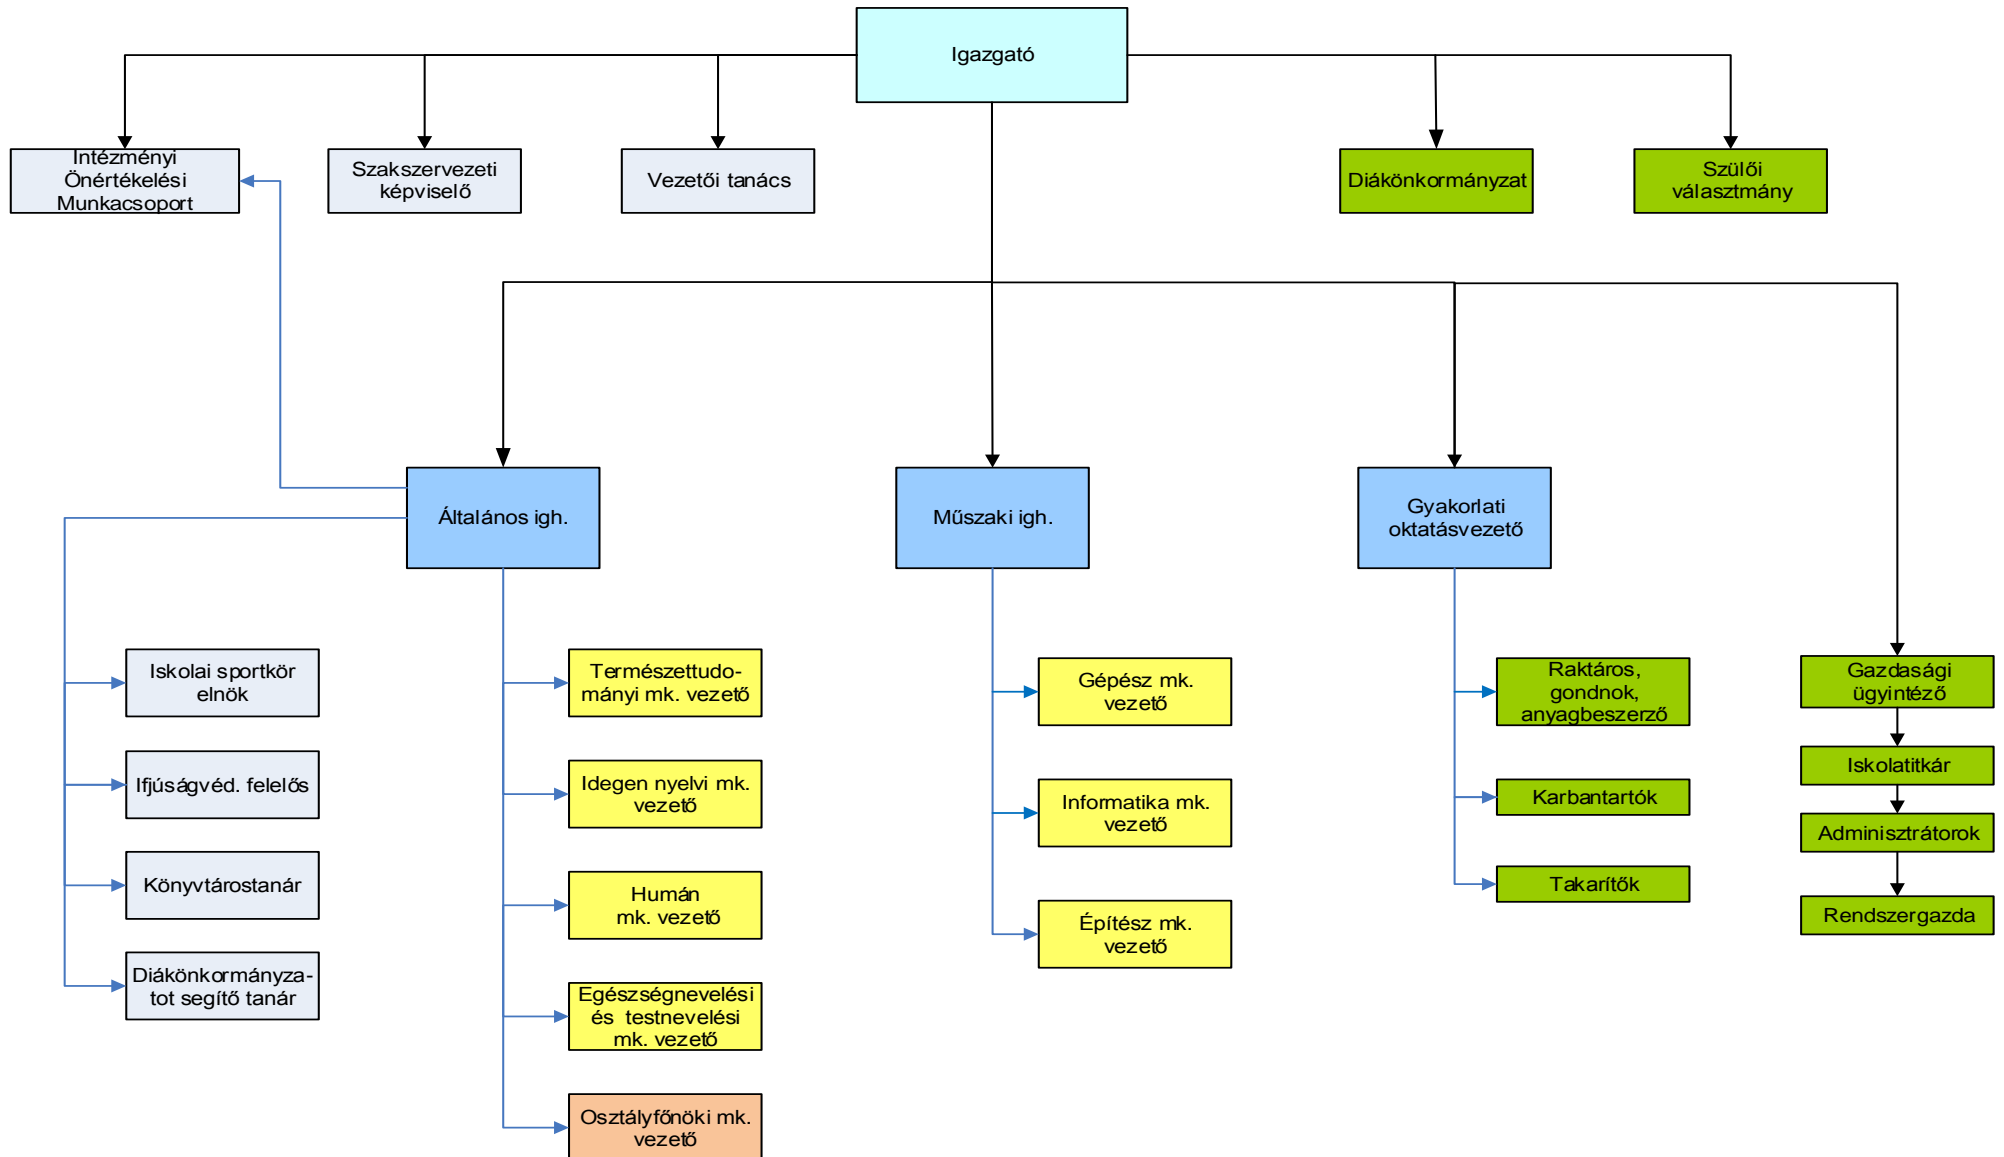 Igazgató
Intézményi
Önértékelési
Munkacsoport
Szakszervezeti
képviselő
Vezetői tanács
Diákönkormányzat
Szülői
választmány
Általános igh.
Műszaki igh.
Gyakorlati
oktatásvezető
Iskolai sportkör
elnök
Ifjúságvéd. felelős
Könyvtárostanár
Diákönkormányza-
tot segítő tanár
Természettudo-
mányi mk. vezető
Idegen nyelvi mk.
vezető
Humán
mk. vezető
Egészségnevelési
és testnevelési
mk. vezető
Osztályfőnöki mk.
vezető
Gépész mk.
vezető
Informatika mk.
vezető
Építész mk.
vezető
Raktáros,
gondnok,
anyagbeszerző
Karbantartók
Takarítők
Gazdasági
ügyintéző
Iskolatitkár
Adminisztrátorok
Rendszergazda